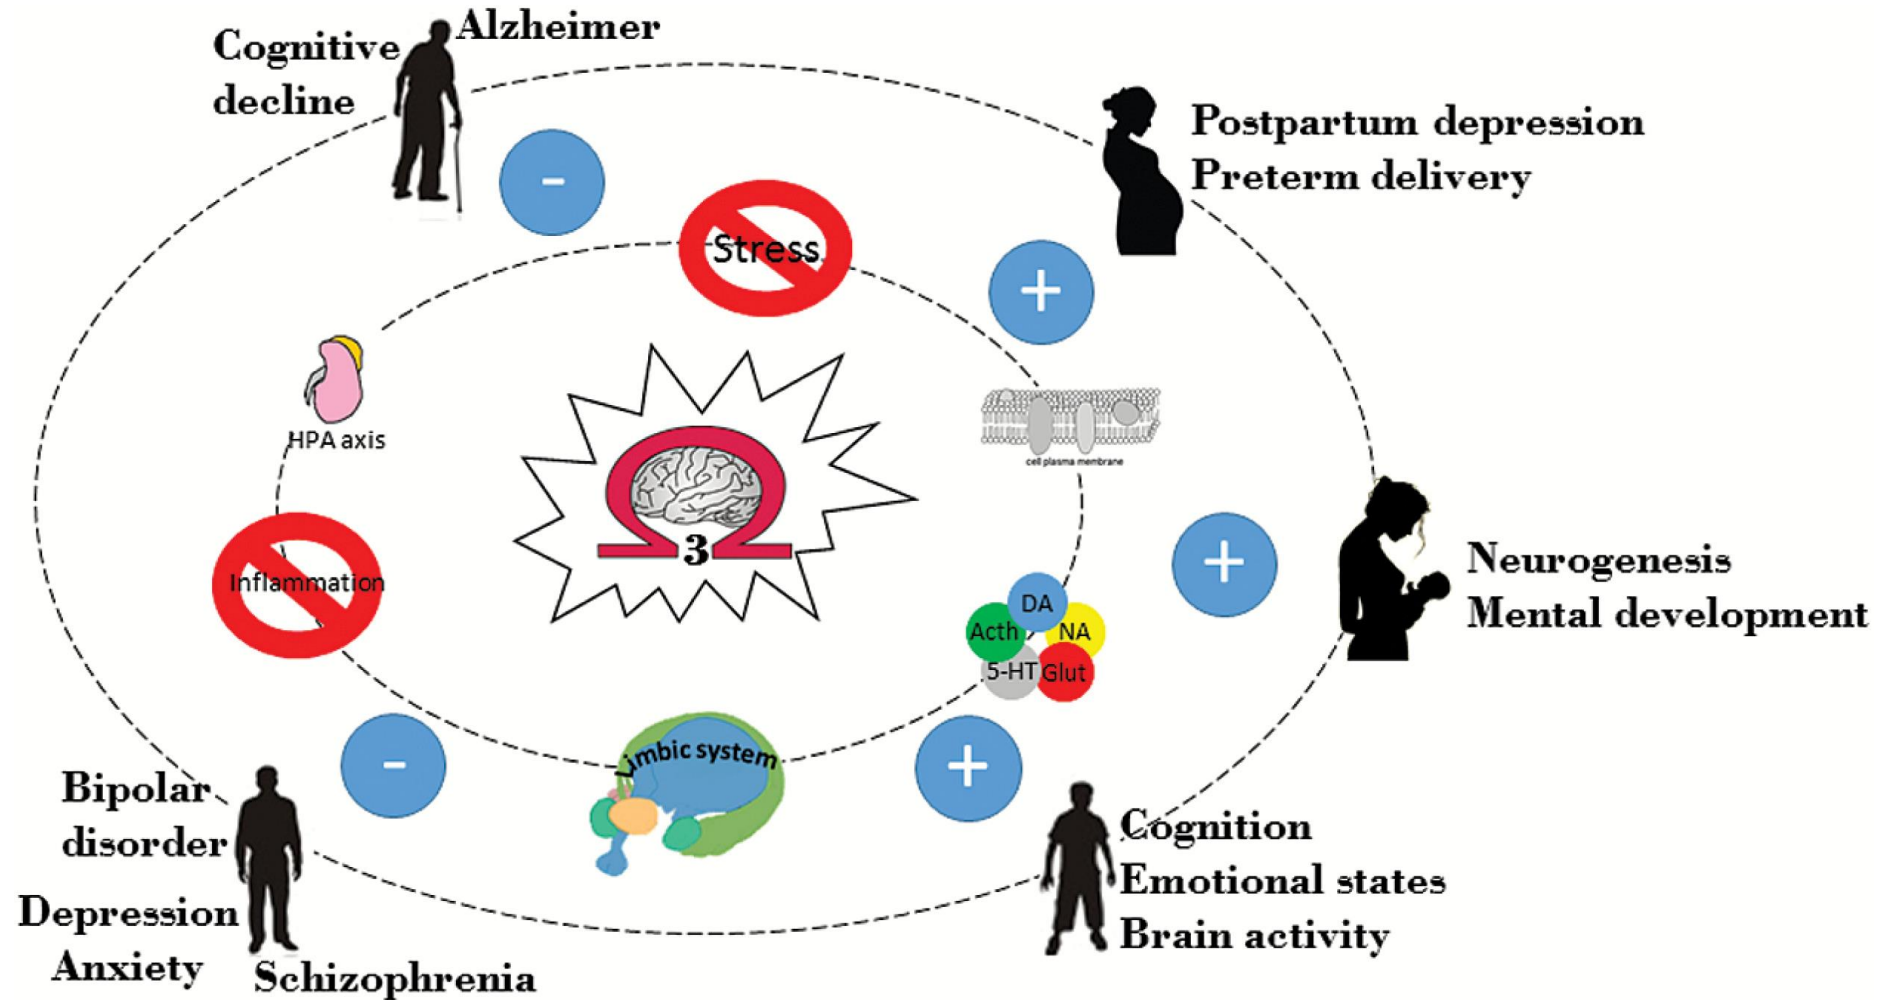 Cognitive
decline
Alzheimer
Postpartum depression
Preterm delivery
-
Stress
+
HPA axis
cell plasma membrane
Ω
3
+
Neurogenesis
Mental development
Inflammation
DA
Acth
NA
5-HT
Glut
-
Limbic system
+
Bipolar
disorder
Depression
Anxiety
Schizophrenia
Cognition
Emotional states
Brain activity